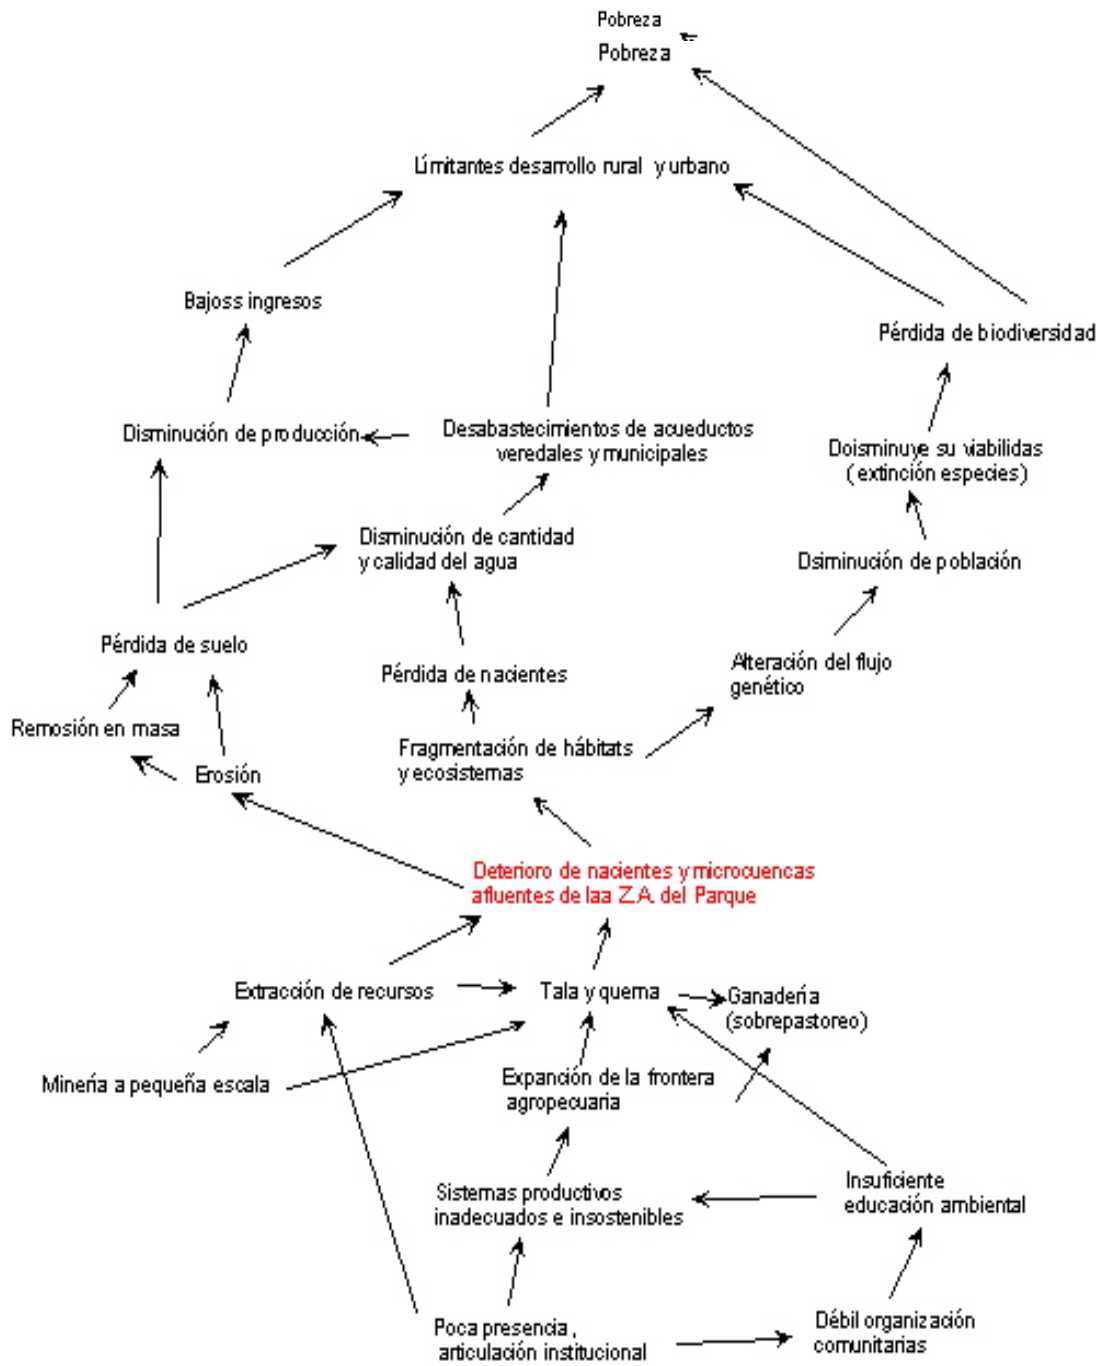 Pobreza
Pobreza
Límitantes desarrollo rural y urbano
Bajoss ingresos
Pérdida de biodiversidad
Disminución de producción
Desabastecimientos de acueductos
veredales y municipales
Doisminuye su viabilidas
(extinción especies)
Disminución de cantidad
y calidad del agua
Dsiminución de población
Pérdida de suelo
Pérdida de nacientes
Alteración del flujo
genético
Remosión en masa
Fragmentación de hábitats
y ecosistemas
Erosión
Deterioro de nacientes y microcuencas
afluentes de laa Z.A. del Parque
Extracción de recursos
Tala y quema
Ganadería
(sobrepastoreo)
Minería a pequeña escala
Expanción de la frontera
agropecuaria
Sistemas productivos
inadecuados e insostenibles
Insuficiente
educación ambiental
Poca presencia,
articulación institucional
Débil organización
comunitarias